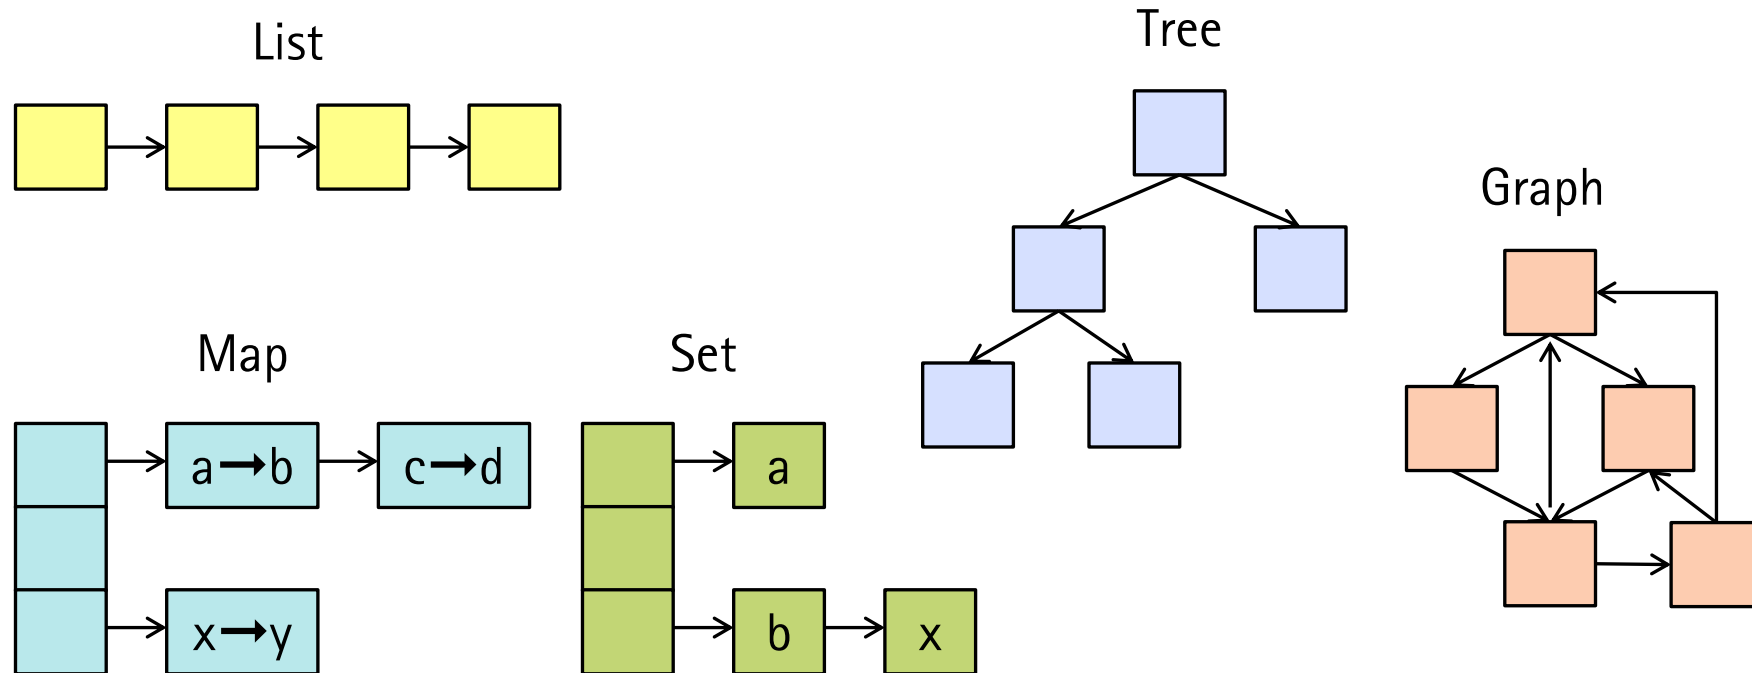 List
Tree
Graph
Map
Set
a→b
c→d
x→y
a
b
x